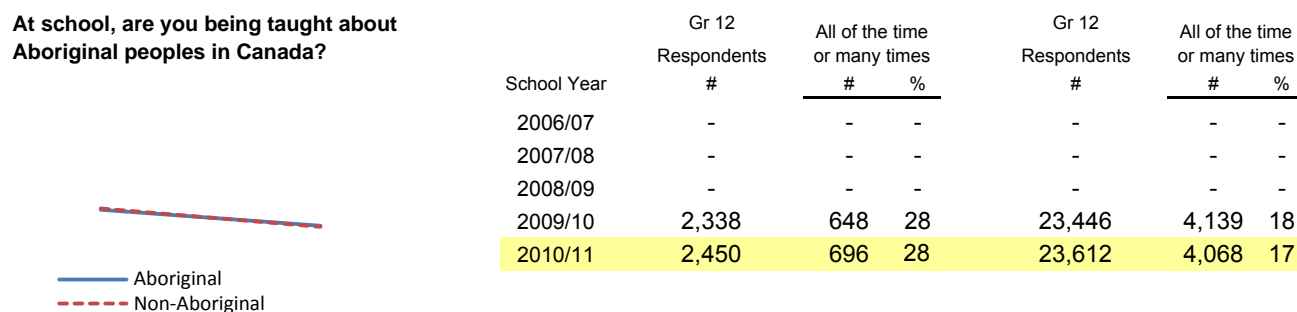 At school, are you being taught about
Aboriginal peoples in Canada?
Aboriginal
Non-Aboriginal
Gr 12 All of the time Gr 12 All of the time
Respondents or many times Respondents or many times
School Year # # % # # %
2006/07 - - - - - -
2007/08 - - - - - -
2008/09 - - - - - -
2009/10 2,338 648 28 23,446 4,139 18
2010/11 2,450 696 28 23,612 4,068 17